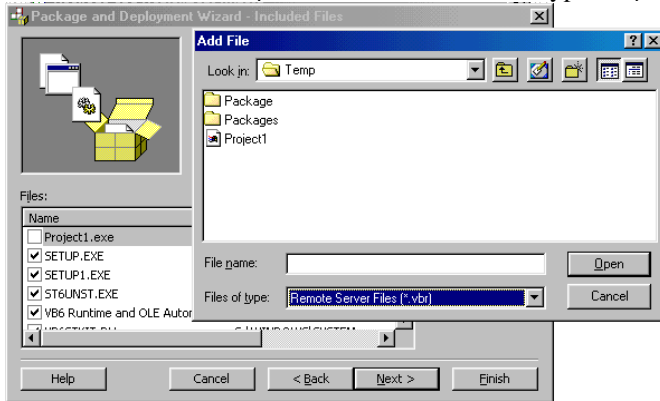 Package and Deployment Wizard - Included Files
Add File
Look in: Temp
Package
Packages
Project1
Files:
Name
Project1.exe
SETUP.EXE
SETUP1.EXE
ST6UNST.EXE
VB6 Runtime and OLE Autor
File name:
Open
Files of type: Remote Server Files (*.vbr)
Cancel
Help
Cancel
< Back
Next >
Finish